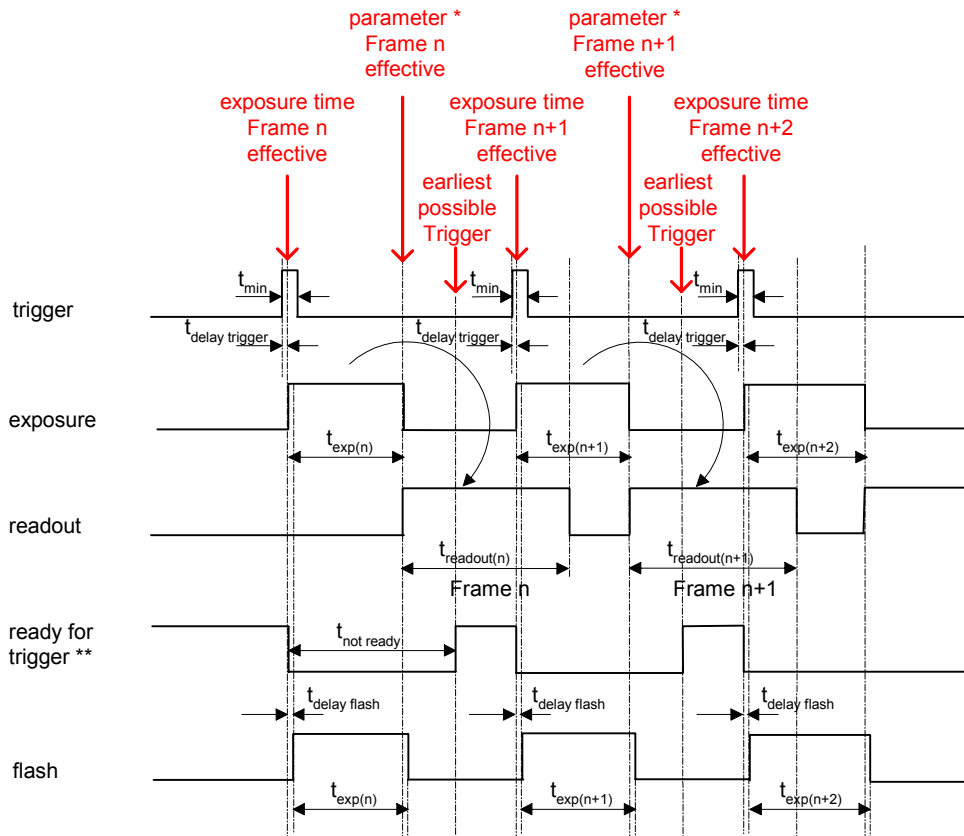 parameter *
Frame n
effective
parameter *
Frame n+1
effective
exposure time
Frame n
effective
exposure time
Frame n+1
effective
exposure time
Frame n+2
effective
earliest
possible
Trigger
earliest
possible
Trigger
trigger
tmin
tmin
tmin
tdelay trigger
tdelay trigger
tdelay trigger
exposure
texp(n)
texp(n+1)
texp(n+2)
readout
treadout(n)
treadout(n+1)
Frame n
Frame n+1
ready for
trigger **
tnot ready
tdelay flash
tdelay flash
tdelay flash
flash
texp(n)
texp(n+1)
texp(n+2)